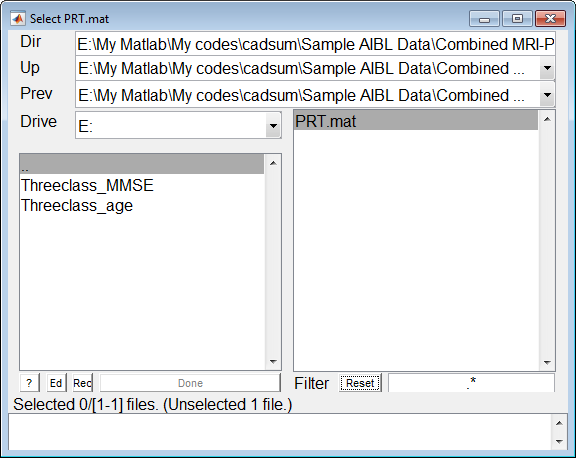 Select PRT.mat
Dir E:\My Matlab\My codes\cadsum\Sample AIBL Data\Combined MRI-P
Up E:\My Matlab\My codes\cadsum\Sample AIBL Data\Combined ...
Prev E:\My Matlab\My codes\cadsum\Sample AIBL Data\Combined ...
Drive E:
PRT.mat
..
Threeclass_MMSE
Threeclass_age
? Ed Rec Done
Filter Reset .*
Selected 0/[1-1] files. (Unselected 1 file.)